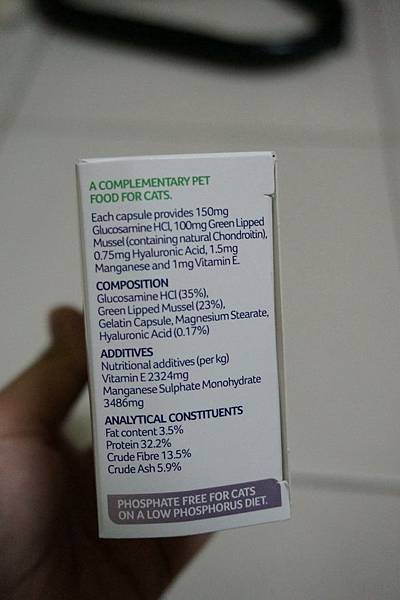 A COMPLEMENTARY PET
FOOD FOR CATS.
Each capsule provides 150mg
Glucosamine HCl, 100mg Green Lipped
Mussel (containing natural Chondroitin),
0.75mg Hyaluronic Acid, 1.5mg
Manganese and 1mg Vitamin E.
COMPOSITION
Glucosamine HCl (35%),
Green Lipped Mussel (23%),
Gelatin Capsule, Magnesium Stearate,
Hyaluronic Acid (0.17%)
ADDITIVES
Nutritional additives (per kg)
Vitamin E 2324mg
Manganese Sulphate Monohydrate
3486mg
ANALYTICAL CONSTITUENTS
Fat content 3.5%
Protein 32.2%
Crude Fibre 13.5%
Crude Ash 5.9%
PHOSPHATE FREE FOR CATS
ON A LOW PHOSPHORUS DIET.